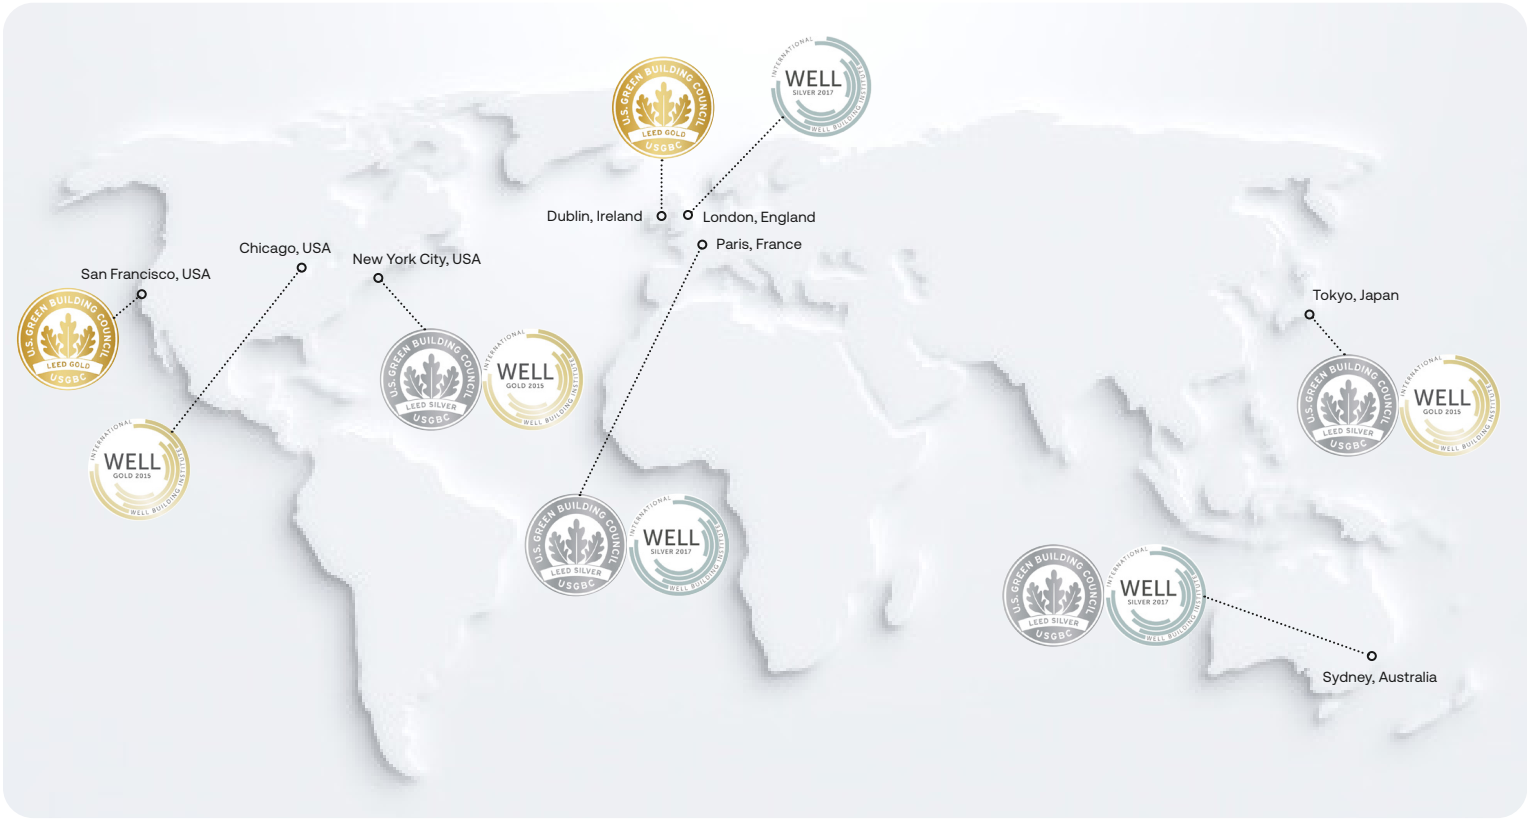 U.S. GREEN BUILDING COUNCIL
LEED GOLD
USGBC
INTERNATIONAL
WELL
SILVER 2017
WELL BUILDING INSTITUTE
Dublin, Ireland
London, England
Paris, France
Chicago, USA
New York City, USA
San Francisco, USA
U.S. GREEN BUILDING COUNCIL
LEED GOLD
USGBC
Tokyo, Japan
U.S. GREEN BUILDING COUNCIL
LEED SILVER
USGBC
INTERNATIONAL
WELL
GOLD 2015
WELL BUILDING INSTITUTE
U.S. GREEN BUILDING COUNCIL
LEED SILVER
USGBC
INTERNATIONAL
WELL
GOLD 2015
WELL BUILDING INSTITUTE
INTERNATIONAL
WELL
GOLD 2015
WELL BUILDING INSTITUTE
U.S. GREEN BUILDING COUNCIL
LEED SILVER
USGBC
INTERNATIONAL
WELL
SILVER 2017
WELL BUILDING INSTITUTE
U.S. GREEN BUILDING COUNCIL
LEED SILVER
USGBC
INTERNATIONAL
WELL
SILVER 2017
WELL BUILDING INSTITUTE
Sydney, Australia